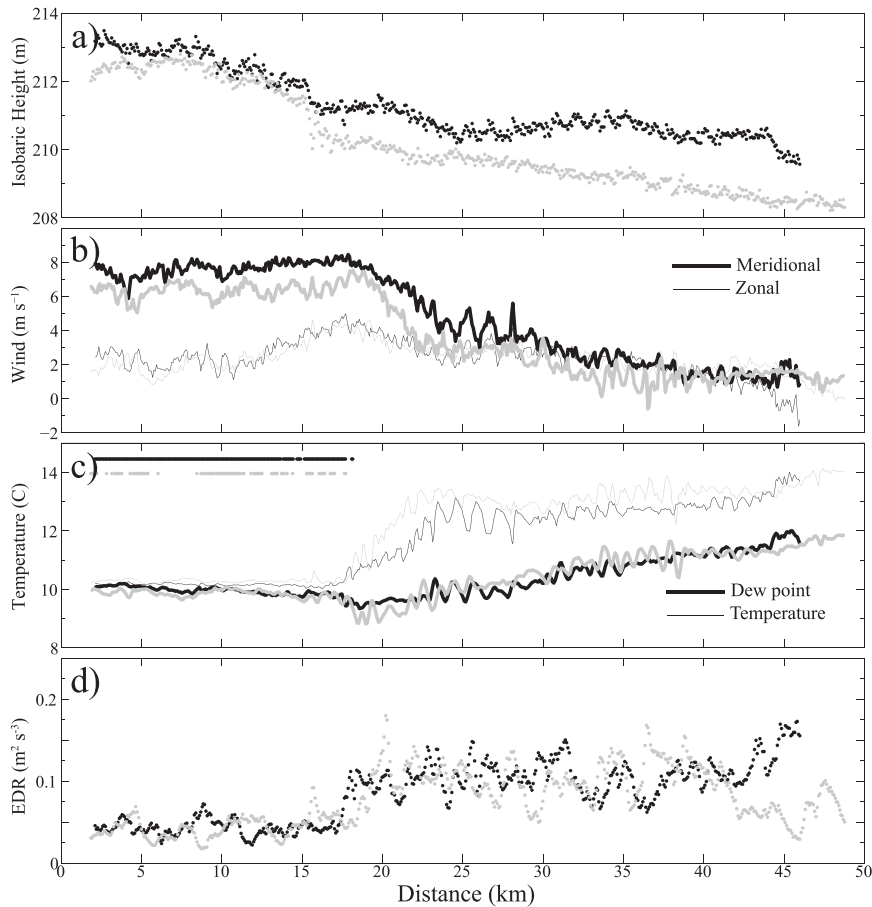 214
212
210
208
Isobaric Height (m)
a)
8
6
4
2
0
−2
Wind (m s⁻¹)
b)
Meridional
Zonal
14
12
10
8
Temperature (C)
c)
Dew point
Temperature
0.2
0.1
0
EDR (m² s⁻³)
d)
0 5 10 15 20 25 30 35 40 45 50
Distance (km)